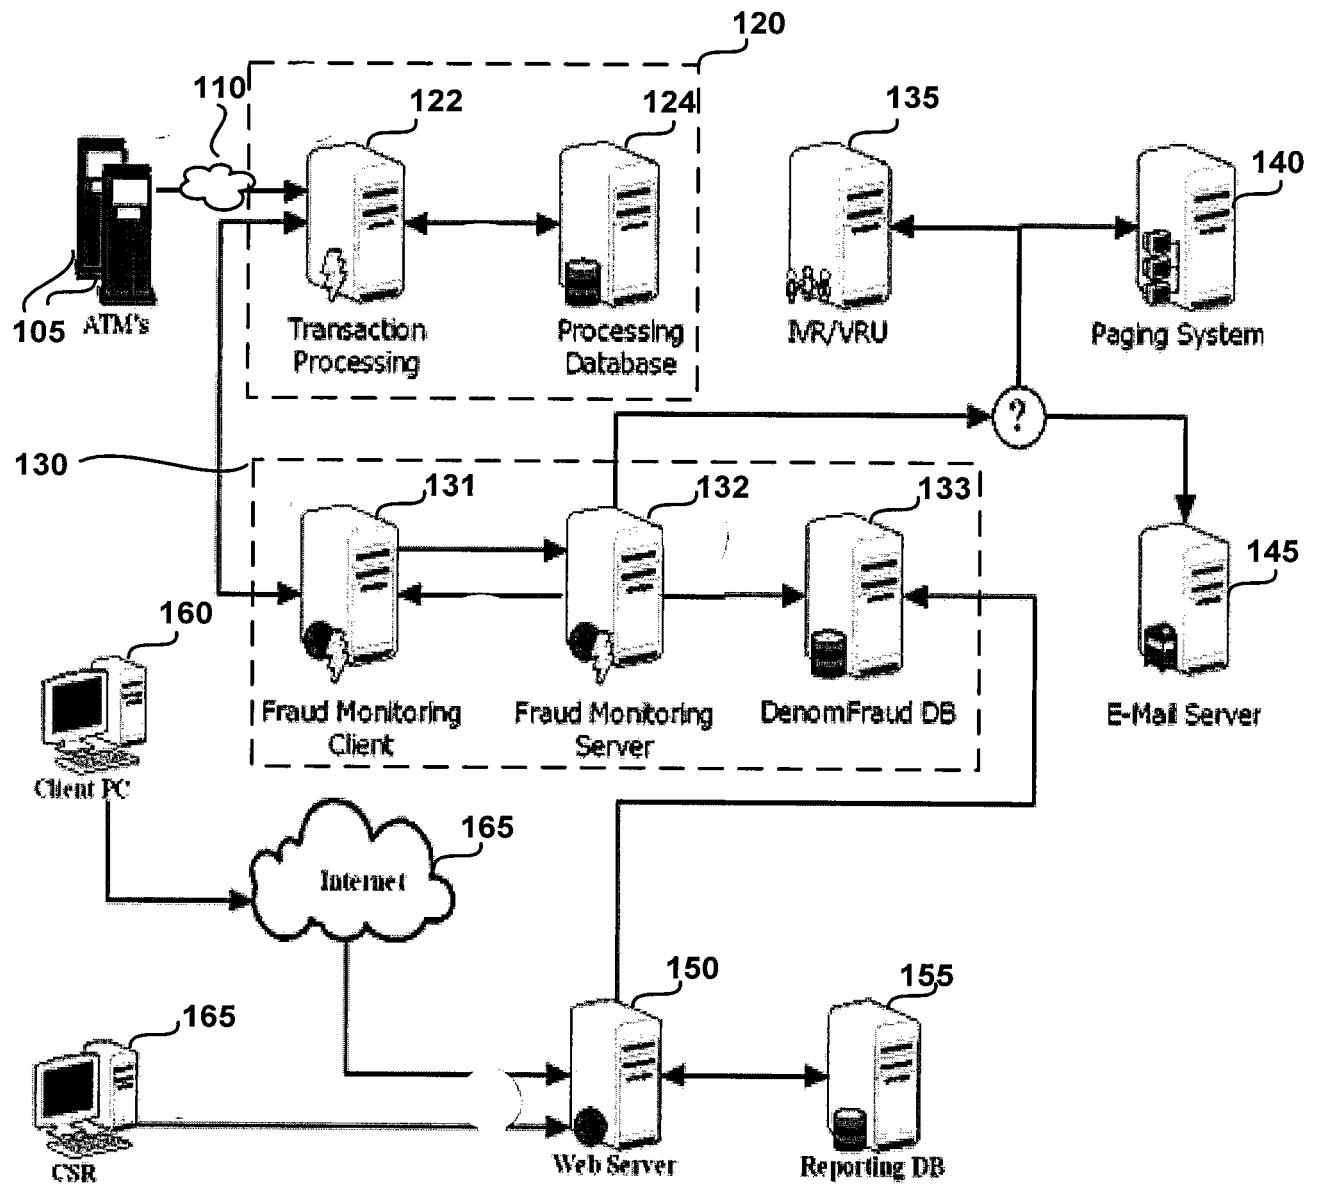 120
110
122
124
135
140
105
ATM's
Transaction
Processing
Processing
Database
IVR/VRU
Paging System
?
130
131
132
133
145
160
Fraud Monitoring
Client
Fraud Monitoring
Server
DenomFraud DB
E-Mail Server
Client PC
165
Internet
150
155
165
CSR
Web Server
Reporting DB